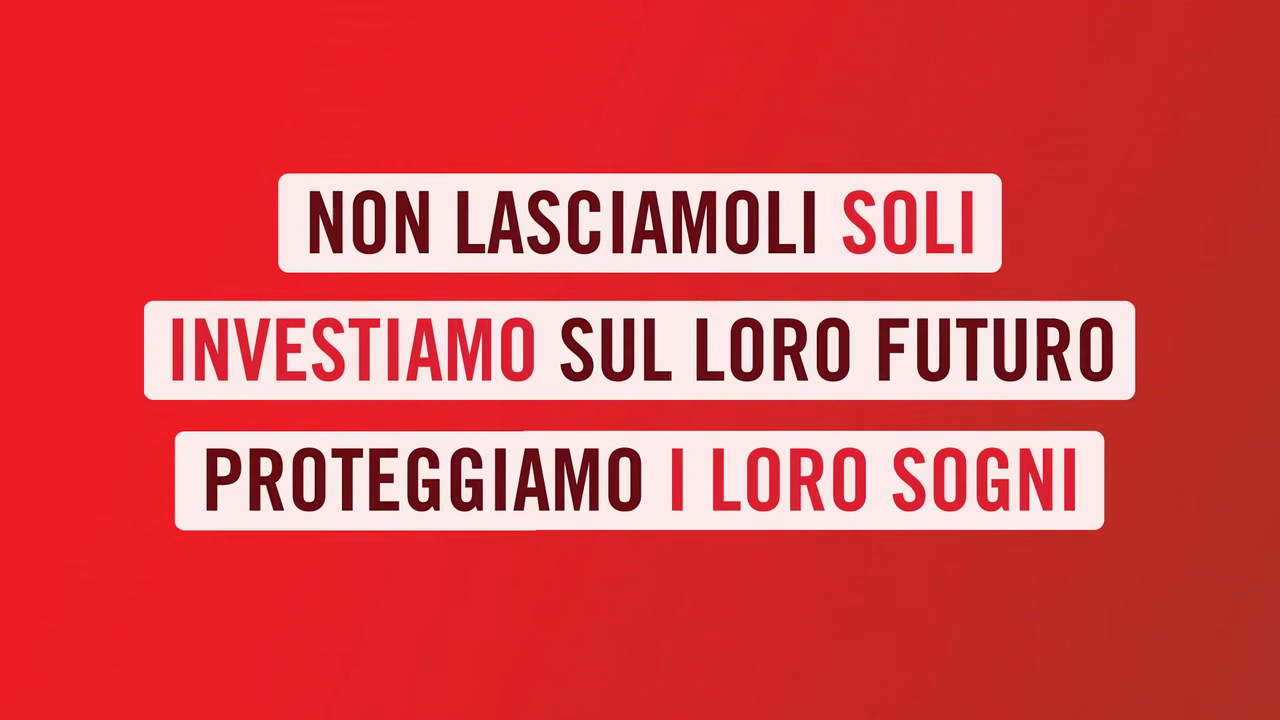 NON LASCIAMOLI SOLI
INVESTIAMO SUL LORO FUTURO
PROTEGGIAMO I LORO SOGNI